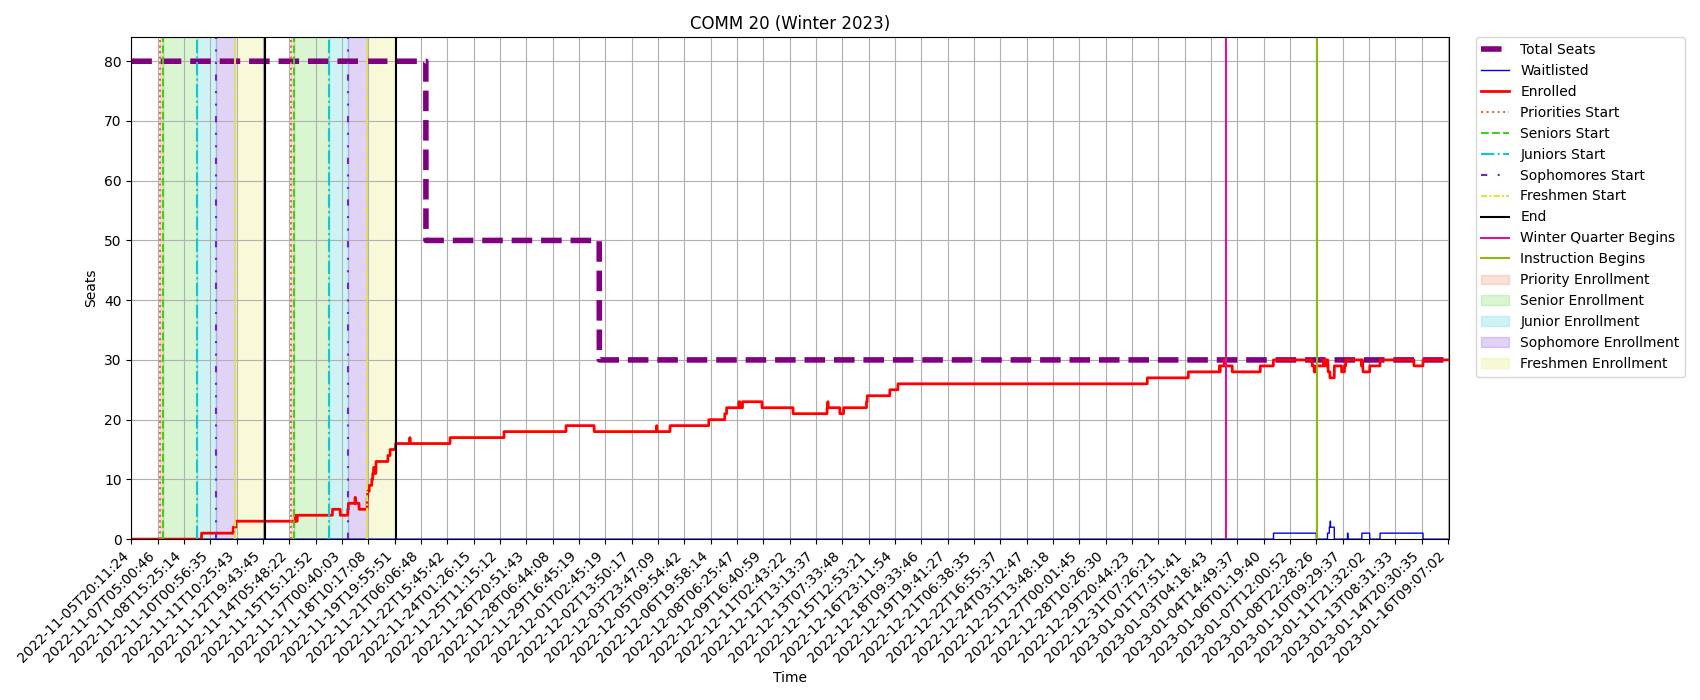 COMM 20 (Winter 2023)
Seats
80
70
60
50
40
30
20
10
0
2022-11-05T20:11:24
2022-11-07T05:00:46
2022-11-08T15:25:14
2022-11-10T00:56:35
2022-11-11T10:25:43
2022-11-12T19:43:45
2022-11-14T05:48:22
2022-11-15T15:12:52
2022-11-17T00:40:03
2022-11-18T10:17:08
2022-11-19T19:55:51
2022-11-21T06:06:48
2022-11-22T15:45:42
2022-11-24T01:26:15
2022-11-25T11:15:12
2022-11-26T20:51:43
2022-11-28T06:44:08
2022-11-29T16:45:19
2022-12-01T02:45:19
2022-12-02T13:50:17
2022-12-03T23:47:09
2022-12-05T09:54:42
2022-12-06T19:58:14
2022-12-08T06:25:47
2022-12-09T16:40:59
2022-12-11T02:43:22
2022-12-12T13:13:37
2022-12-13T07:33:48
2022-12-15T12:53:21
2022-12-16T23:11:54
2022-12-18T09:33:46
2022-12-19T19:41:27
2022-12-21T06:38:35
2022-12-22T16:55:37
2022-12-24T03:12:47
2022-12-25T13:48:18
2022-12-27T00:01:45
2022-12-28T10:26:30
2022-12-29T20:44:23
2022-12-31T07:26:21
2023-01-01T17:51:41
2023-01-03T04:18:43
2023-01-04T14:49:37
2023-01-06T01:19:40
2023-01-07T12:00:52
2023-01-08T22:28:26
2023-01-10T09:29:37
2023-01-11T21:32:02
2023-01-13T08:31:33
2023-01-14T20:30:35
2023-01-16T09:07:02
Time
Total Seats
Waitlisted
Enrolled
Priorities Start
Seniors Start
Juniors Start
Sophomores Start
Freshmen Start
End
Winter Quarter Begins
Instruction Begins
Priority Enrollment
Senior Enrollment
Junior Enrollment
Sophomore Enrollment
Freshmen Enrollment